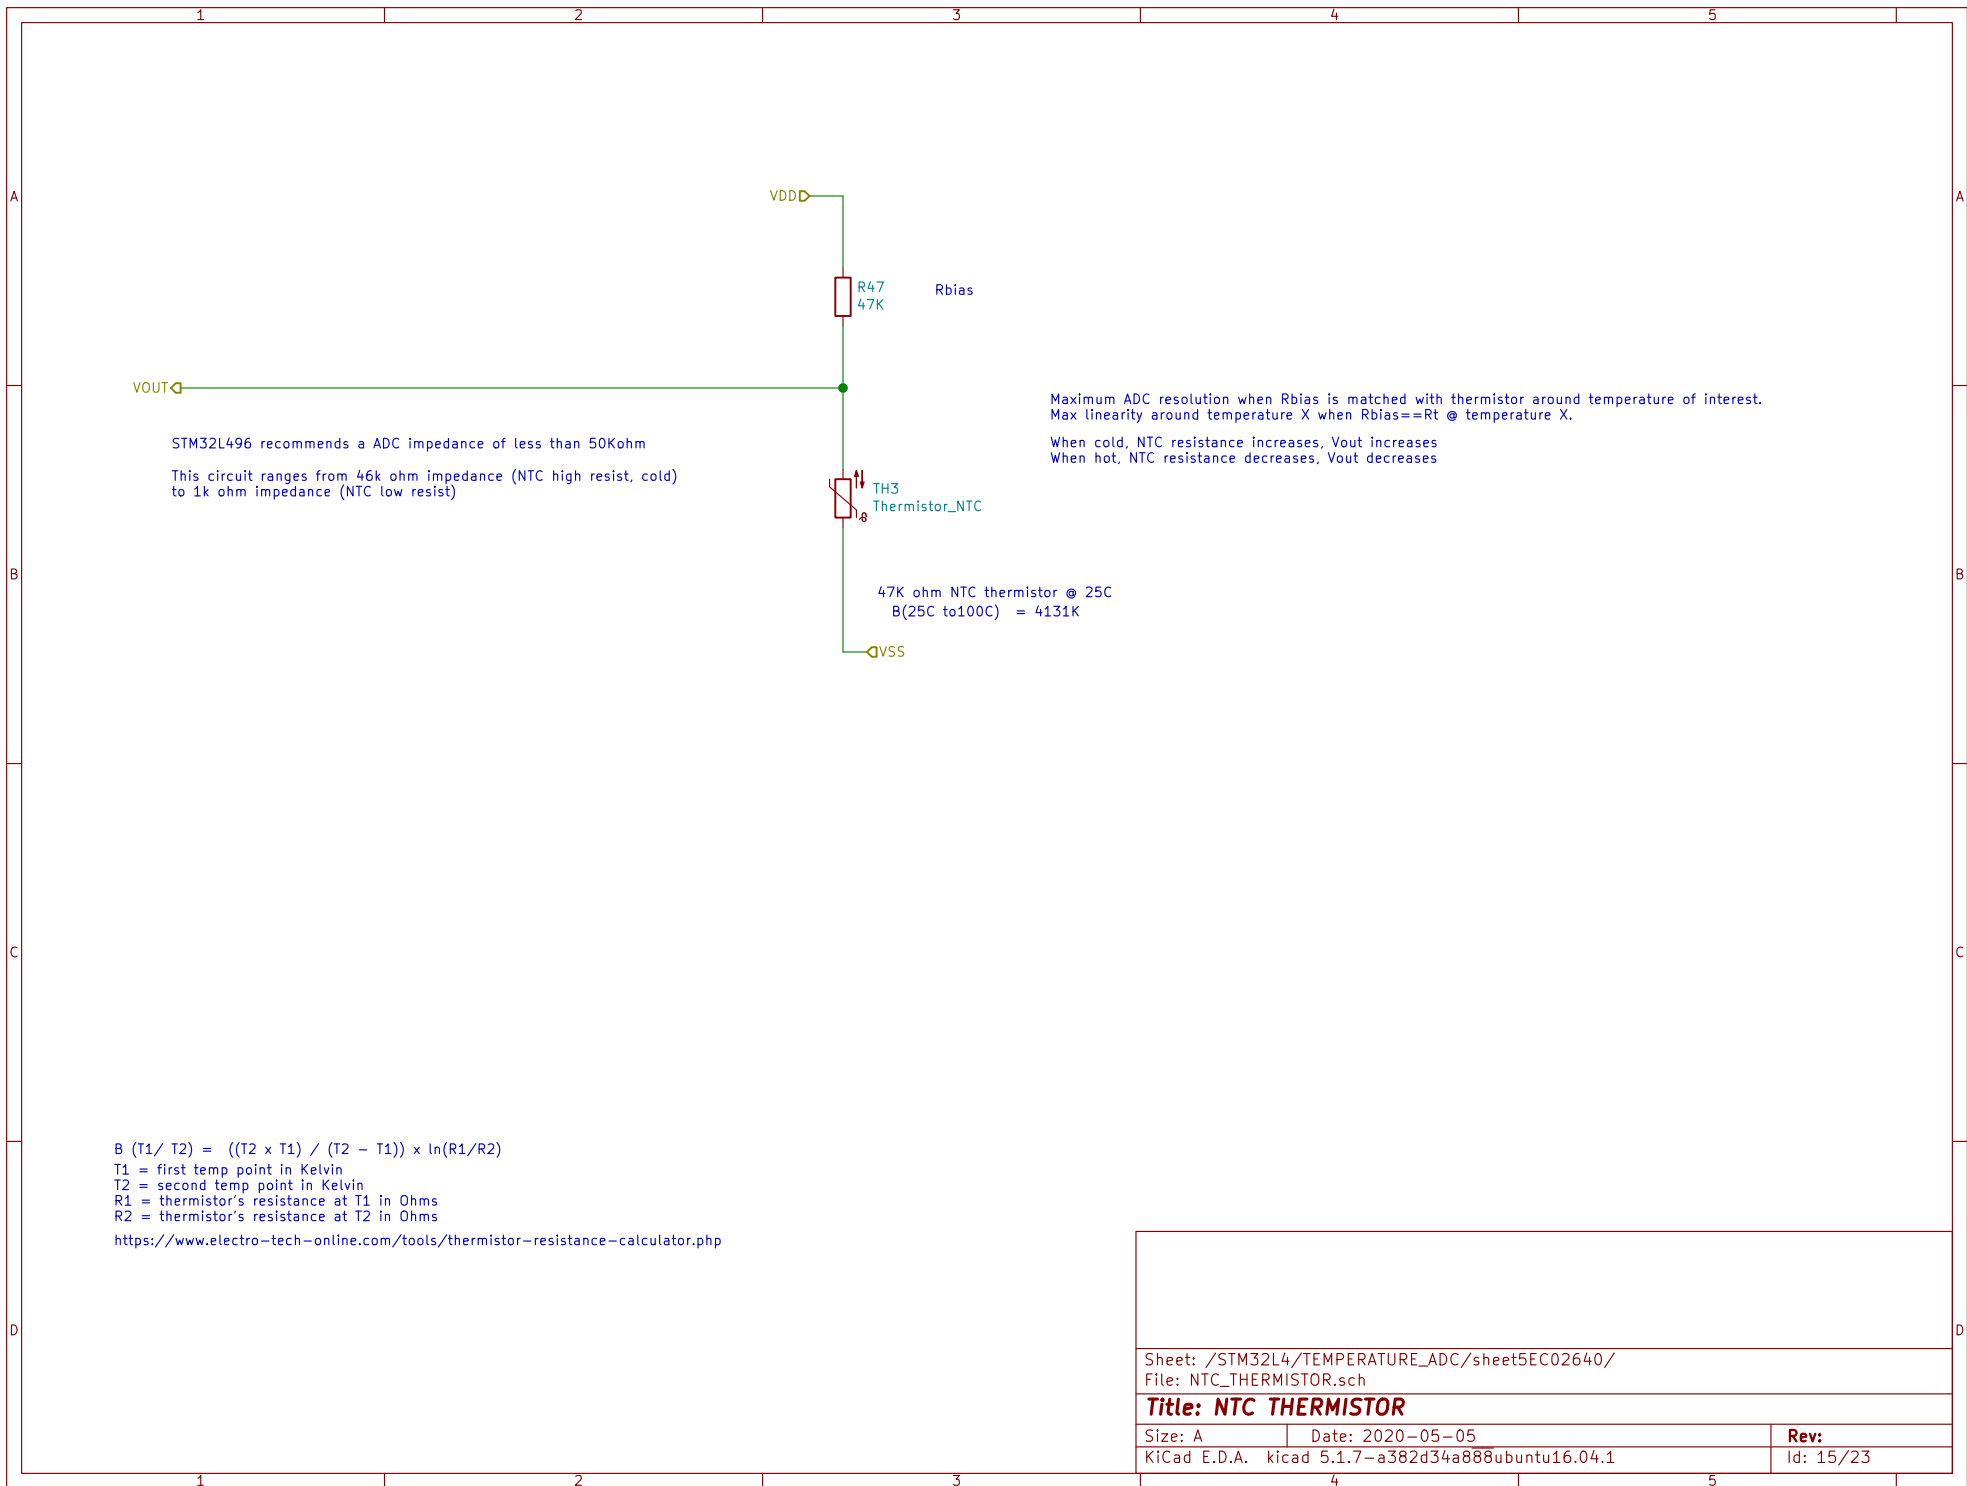 1 2 3 4 5
A A
VDD
R47
47K
Rbias
VOUT
Maximum ADC resolution when Rbias is matched with thermistor around temperature of interest.
Max linearity around temperature X when Rbias==Rt @ temperature X.
STM32L496 recommends a ADC impedance of less than 50Kohm
When cold, NTC resistance increases, Vout increases
When hot, NTC resistance decreases, Vout decreases
This circuit ranges from 46k ohm impedance (NTC high resist, cold)
to 1k ohm impedance (NTC low resist)
TH3
Thermistor_NTC
B B
47K ohm NTC thermistor @ 25C
B(25C to100C) = 4131K
VSS
C C
B (T1/ T2) = ((T2 x T1) / (T2 - T1)) x ln(R1/R2)
T1 = first temp point in Kelvin
T2 = second temp point in Kelvin
R1 = thermistor's resistance at T1 in Ohms
R2 = thermistor's resistance at T2 in Ohms
https://www.electro-tech-online.com/tools/thermistor-resistance-calculator.php
D D
Sheet: /STM32L4/TEMPERATURE_ADC/sheet5EC02640/
File: NTC_THERMISTOR.sch
Title: NTC THERMISTOR
Size: A Date: 2020-05-05 Rev:
KiCad E.D.A. kicad 5.1.7-a382d34a888ubuntu16.04.1 Id: 15/23
1 2 3 4 5